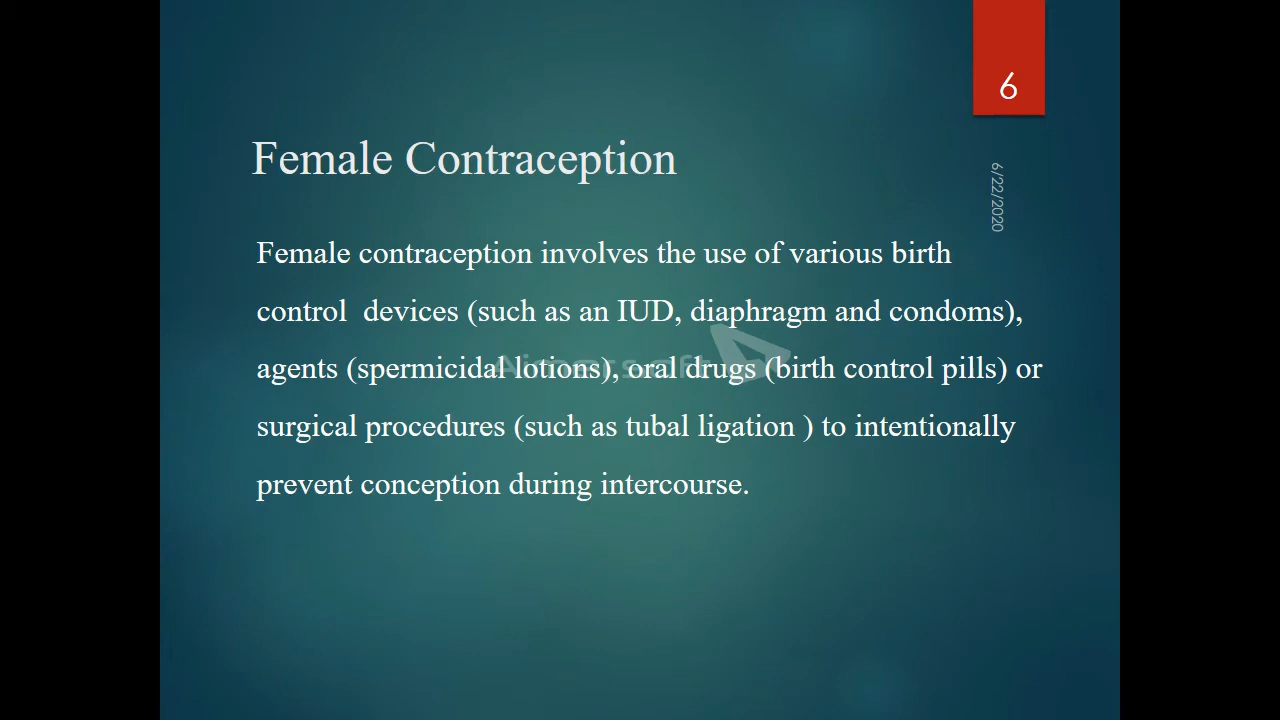 6
6/22/2020
Female Contraception
Female contraception involves the use of various birth
control  devices (such as an IUD, diaphragm and condoms),
agents (spermicidal lotions), oral drugs (birth control pills) or
surgical procedures (such as tubal ligation ) to intentionally
prevent conception during intercourse.